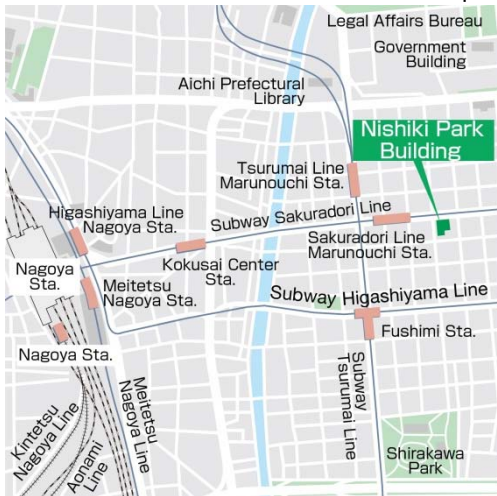 Legal Affairs Bureau
Government
Building
Aichi Prefectural
Library
Nishiki Park
Building
Tsurumai Line
Marunouchi Sta.
Higashiyama Line
Nagoya Sta.
Subway Sakuradori Line
Sakuradori Line
Marunouchi Sta.
Kokusai Center
Sta.
Nagoya
Sta.
Meitetsu
Nagoya Sta.
Subway Higashiyama Line
Fushimi Sta.
Nagoya Sta.
Subway
Tsurumai Line
Meitetsu
Nagoya Line
Kintetsu
Nagoya Line
Aonami
Line
Shirakawa
Park